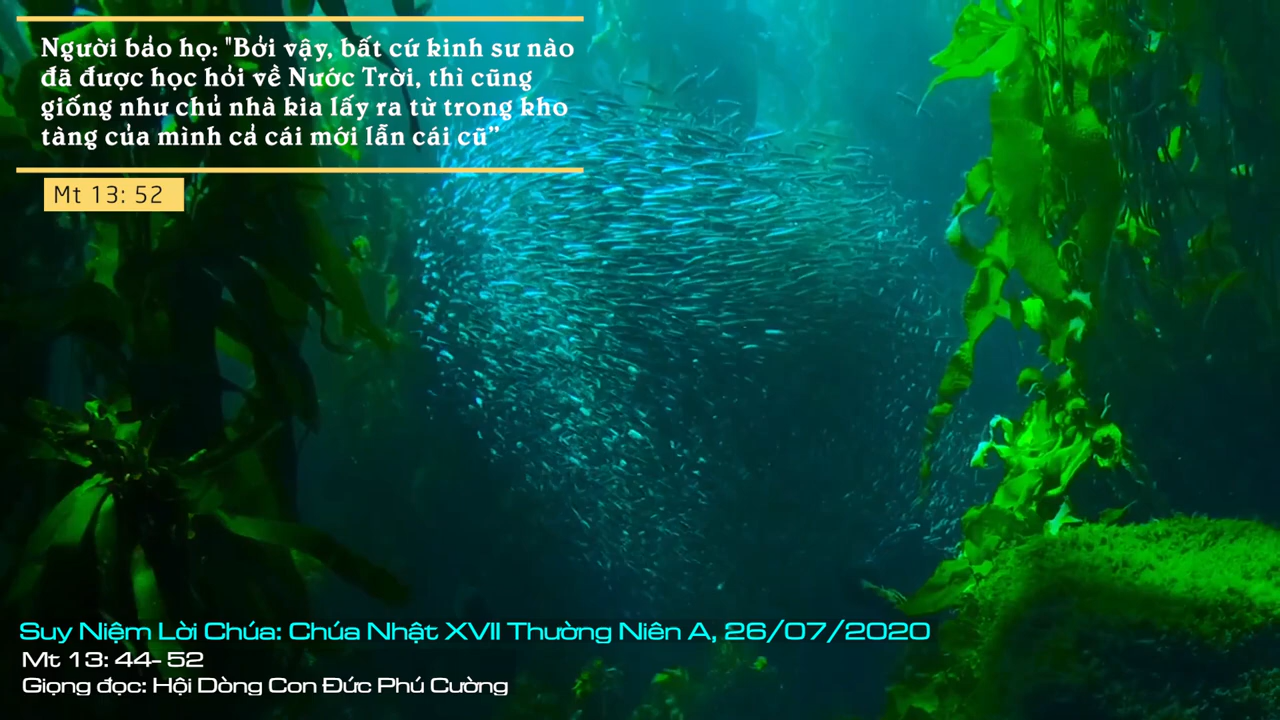 Người bảo họ: "Bởi vậy, bất cứ kinh sư nào
đã được học hỏi về Nước Trời, thì cũng
giống như chủ nhà kia lấy ra từ trong kho
tàng của mình cả cái mới lẫn cái cũ”
Mt 13: 52
Suy Niệm Lời Chúa: Chúa Nhật XVII Thường Niên A, 26/07/2020
Mt 13: 44- 52
Giọng đọc: Hội Dòng Con Đức Phú Cường